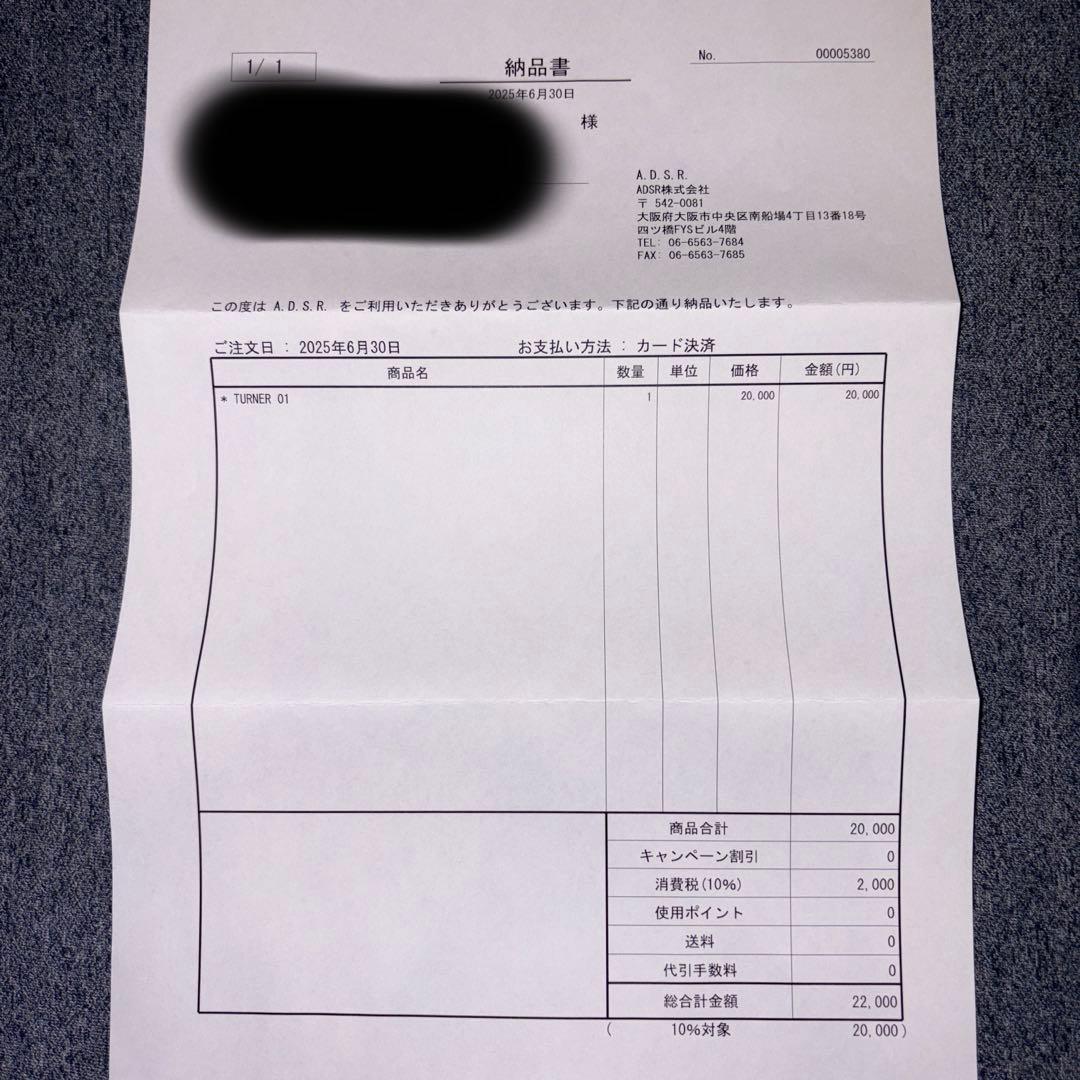 1/ 1
納品書
No. 00005380
2025年6月30日
様
A.D.S.R.
ADSR株式会社
〒 542-0081
大阪府大阪市中央区南船場4丁目13番18号
四ツ橋FYSビル4階
TEL: 06-6563-7684
FAX: 06-6563-7685
この度は A.D.S.R. をご利用いただきありがとうございます。下記の通り納品いたします。
ご注文日 : 2025年6月30日 お支払い方法 : カード決済
商品名 数量 単位 価格 金額(円)
* TURNER 01 1 20,000 20,000
商品合計 20,000
キャンペーン割引 0
消費税(10%) 2,000
使用ポイント 0
送料 0
代引手数料 0
総合計金額 22,000
( 10%対象 20,000 )